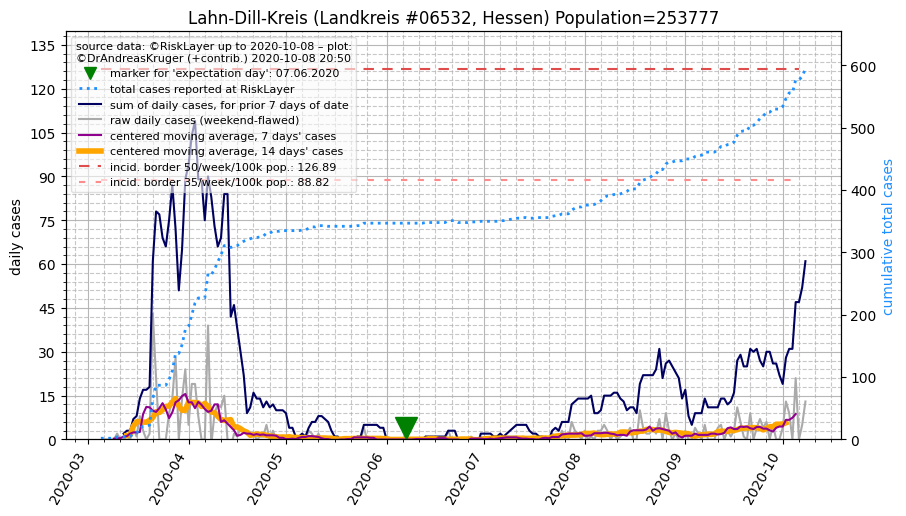 Lahn-Dill-Kreis (Landkreis #06532, Hessen) Population=253777
source data: ©RiskLayer up to 2020-10-08 – plot:
©DrAndreasKruger (+contrib.) 2020-10-08 20:50
marker for 'expectation day': 07.06.2020
total cases reported at RiskLayer
sum of daily cases, for prior 7 days of date
raw daily cases (weekend-flawed)
centered moving average, 7 days' cases
centered moving average, 14 days' cases
incid. border 50/week/100k pop.: 126.89
incid. border 35/week/100k pop.: 88.82
daily cases
135
120
105
90
75
60
45
30
15
0
cumulative total cases
600
500
400
300
200
100
0
2020-03
2020-04
2020-05
2020-06
2020-07
2020-08
2020-09
2020-10